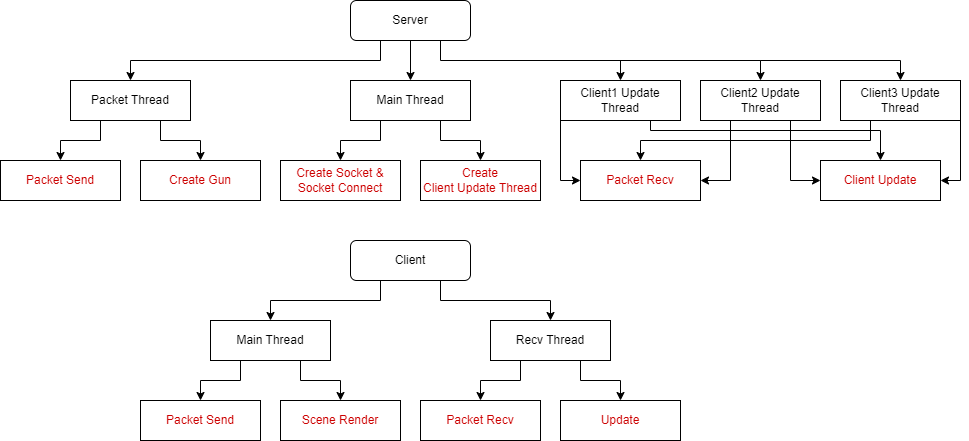 Server
Packet Thread
Main Thread
Client1 Update
Thread
Client2 Update
Thread
Client3 Update
Thread
Packet Send
Create Gun
Create Socket &
Socket Connect
Create
Client Update Thread
Packet Recv
Client Update
Client
Main Thread
Recv Thread
Packet Send
Scene Render
Packet Recv
Update